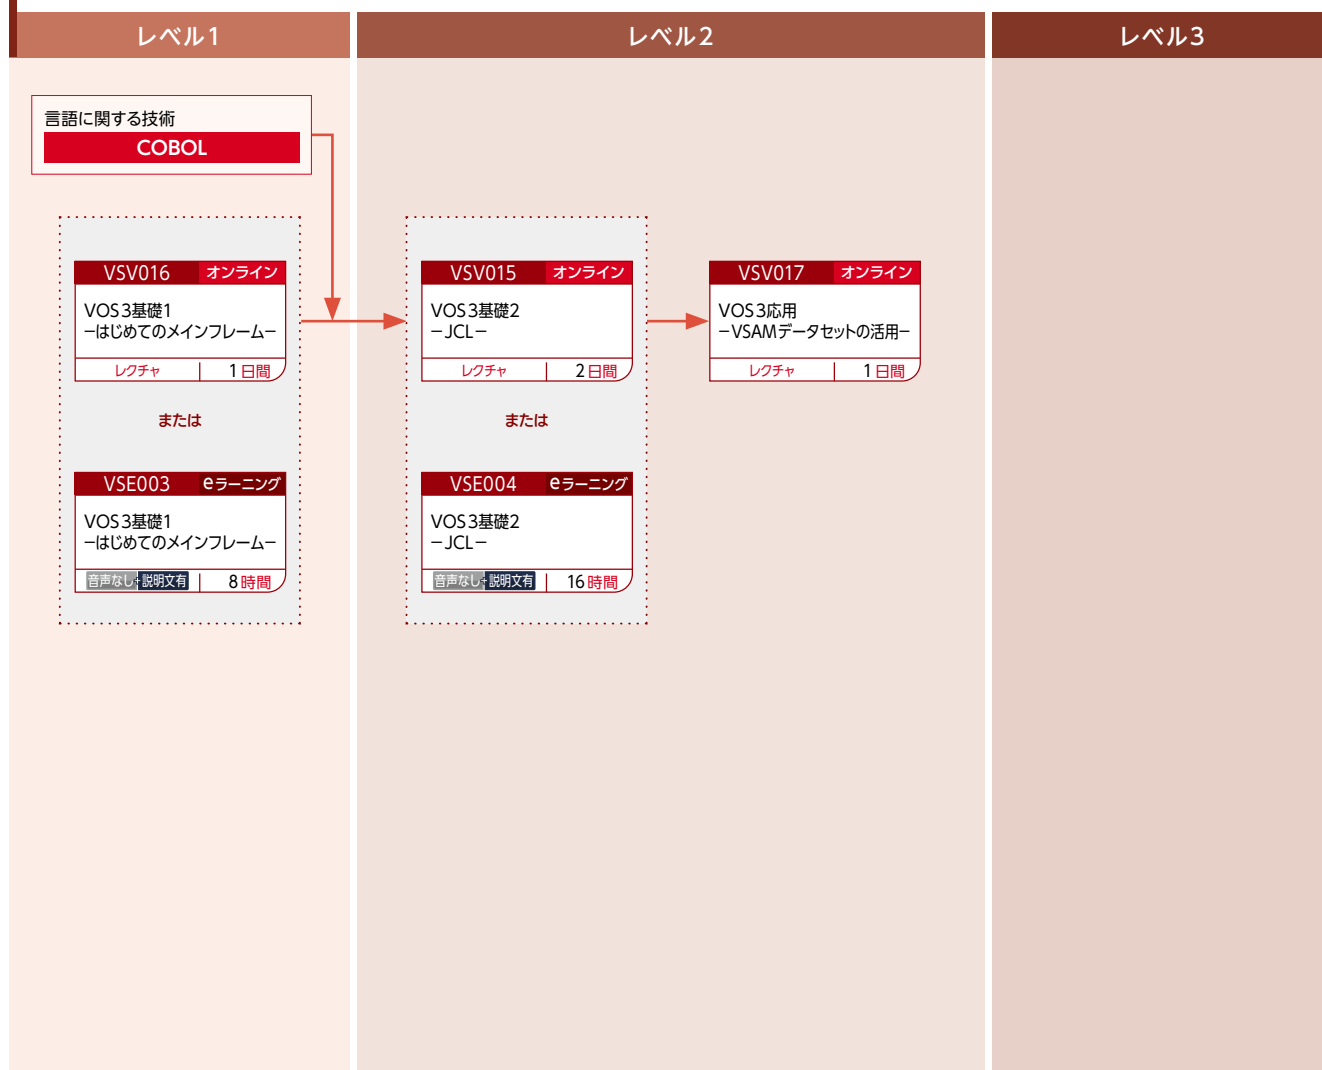 レベル1
レベル2
レベル3
言語に関する技術
COBOL
VSV016 オンライン
VOS3基礎1
−はじめてのメインフレーム−
レクチャ 1日間
または
VSE003 eラーニング
VOS3基礎1
−はじめてのメインフレーム−
音声なし+説明文有 8時間
VSV015 オンライン
VOS3基礎2
−JCL−
レクチャ 2日間
または
VSE004 eラーニング
VOS3基礎2
−JCL−
音声なし+説明文有 16時間
VSV017 オンライン
VOS3応用
−VSAMデータセットの活用−
レクチャ 1日間